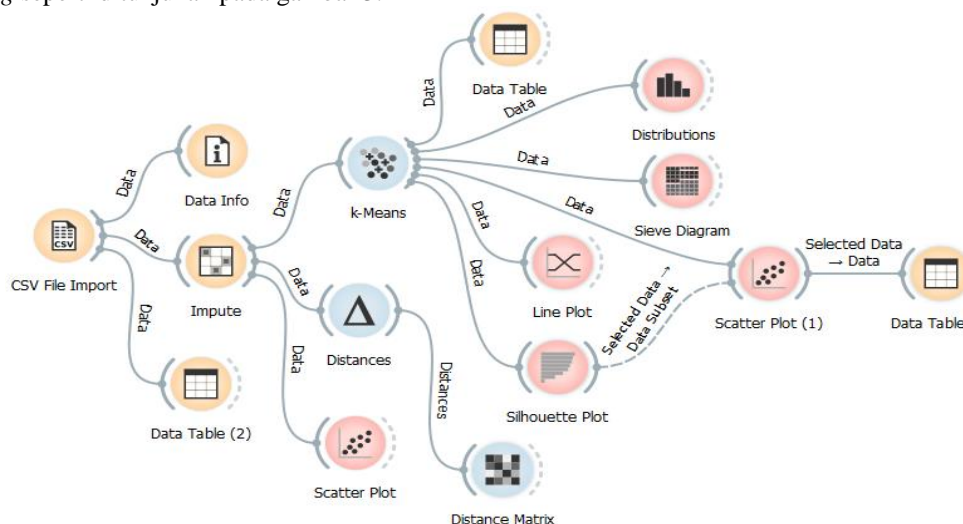 Data Table
Data
Data
Distributions
Data
Data Info
Data
Data
k-Means
Data
Sieve Diagram
CSV
CSV File Import
Data
Impute
Data
Data
Selected Data
→ Data
Line Plot
Selected Data →
Data Subset
Scatter Plot (1)
Data Table
Data
Data
Distances
Data
Silhouette Plot
Distances
Data Table (2)
Scatter Plot
Distance Matrix